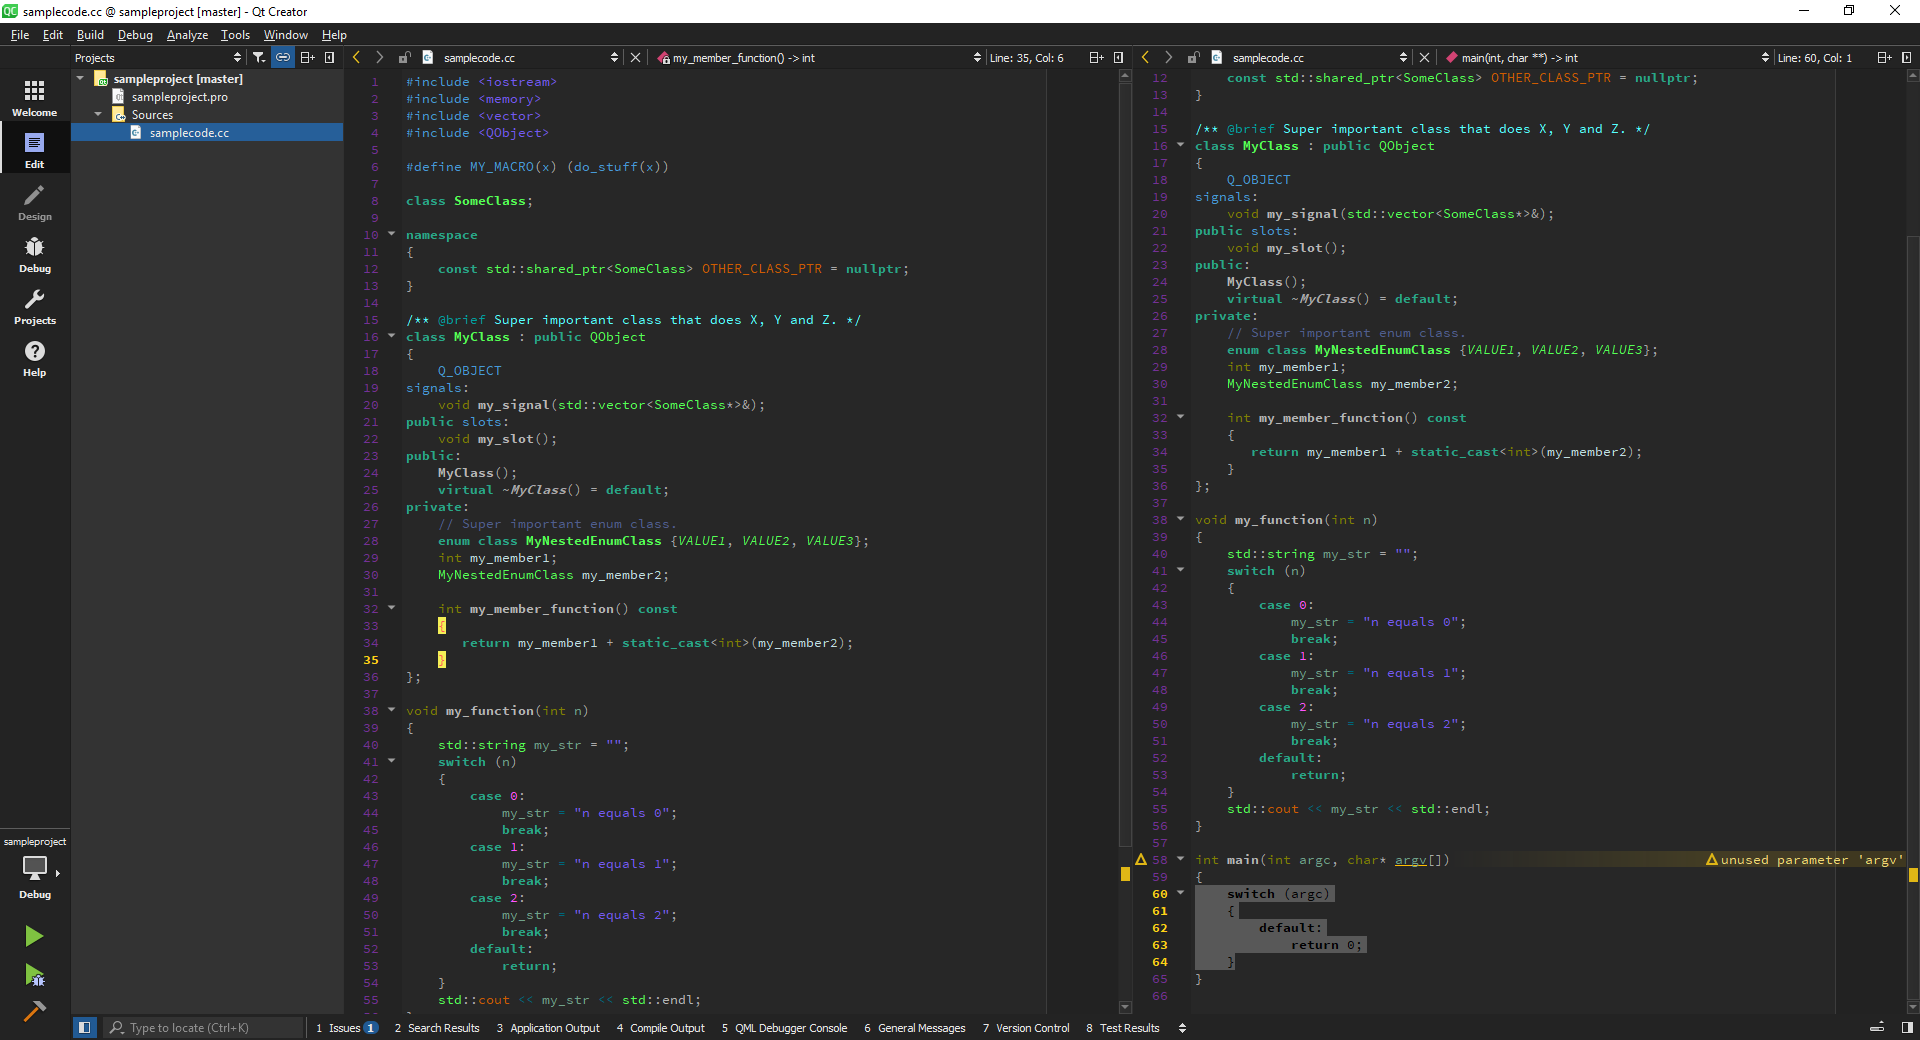 samplecode.cc @ sampleproject [master] - Qt Creator
File Edit Build Debug Analyze Tools Window Help
Projects
samplecode.cc
my_member_function() -> int
Line: 35, Col: 6
samplecode.cc
main(int, char **) -> int
Line: 60, Col: 1
Welcome
Edit
Design
Debug
Projects
Help
sampleproject
Debug
sampleproject [master]
sampleproject.pro
Sources
samplecode.cc
1 #include <iostream>
2 #include <memory>
3 #include <vector>
4 #include <QObject>
5
6 #define MY_MACRO(x) (do_stuff(x))
7
8 class SomeClass;
9
10 namespace
11 {
12 const std::shared_ptr<SomeClass> OTHER_CLASS_PTR = nullptr;
13 }
14
15 /** @brief Super important class that does X, Y and Z. */
16 class MyClass : public QObject
17 {
18 Q_OBJECT
19 signals:
20 void my_signal(std::vector<SomeClass*>&);
21 public slots:
22 void my_slot();
23 public:
24 MyClass();
25 virtual ~MyClass() = default;
26 private:
27 // Super important enum class.
28 enum class MyNestedEnumClass {VALUE1, VALUE2, VALUE3};
29 int my_member1;
30 MyNestedEnumClass my_member2;
31
32 int my_member_function() const
33 {
34 return my_member1 + static_cast<int>(my_member2);
35 }
36 };
37
38 void my_function(int n)
39 {
40 std::string my_str = "";
41 switch (n)
42 {
43 case 0:
44 my_str = "n equals 0";
45 break;
46 case 1:
47 my_str = "n equals 1";
48 break;
49 case 2:
50 my_str = "n equals 2";
51 break;
52 default:
53 return;
54 }
55 std::cout << my_str << std::endl;
12 const std::shared_ptr<SomeClass> OTHER_CLASS_PTR = nullptr;
13 }
14
15 /** @brief Super important class that does X, Y and Z. */
16 class MyClass : public QObject
17 {
18 Q_OBJECT
19 signals:
20 void my_signal(std::vector<SomeClass*>&);
21 public slots:
22 void my_slot();
23 public:
24 MyClass();
25 virtual ~MyClass() = default;
26 private:
27 // Super important enum class.
28 enum class MyNestedEnumClass {VALUE1, VALUE2, VALUE3};
29 int my_member1;
30 MyNestedEnumClass my_member2;
31
32 int my_member_function() const
33 {
34 return my_member1 + static_cast<int>(my_member2);
35 }
36 };
37
38 void my_function(int n)
39 {
40 std::string my_str = "";
41 switch (n)
42 {
43 case 0:
44 my_str = "n equals 0";
45 break;
46 case 1:
47 my_str = "n equals 1";
48 break;
49 case 2:
50 my_str = "n equals 2";
51 break;
52 default:
53 return;
54 }
55 std::cout << my_str << std::endl;
56 }
57
58 int main(int argc, char* argv[]) unused parameter 'argv'
59 {
60 switch (argc)
61 {
62 default:
63 return 0;
64 }
65 }
66
Type to locate (Ctrl+K)
1 Issues 1 2 Search Results 3 Application Output 4 Compile Output 5 QML Debugger Console 6 General Messages 7 Version Control 8 Test Results